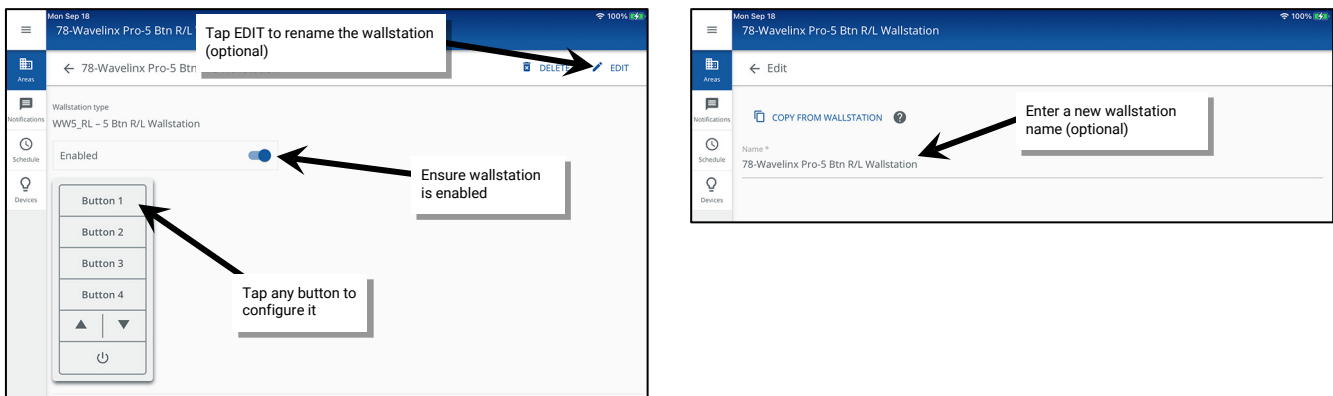 Mon Sep 18
100%
78-Wavelinx Pro-5 Btn R/L
Tap EDIT to rename the wallstation
(optional)
Areas
← 78-Wavelinx Pro-5 Btn
DELETE
EDIT
Notifications
Wallstation type
WW5_RL – 5 Btn R/L Wallstation
Schedule
Enabled
Ensure wallstation
is enabled
Devices
Button 1
Button 2
Button 3
Button 4
Tap any button to
configure it
Mon Sep 18
100%
78-Wavelinx Pro-5 Btn R/L Wallstation
Areas
← Edit
Notifications
COPY FROM WALLSTATION ?
Enter a new wallstation
name (optional)
Schedule
Name *
78-Wavelinx Pro-5 Btn R/L Wallstation
Devices